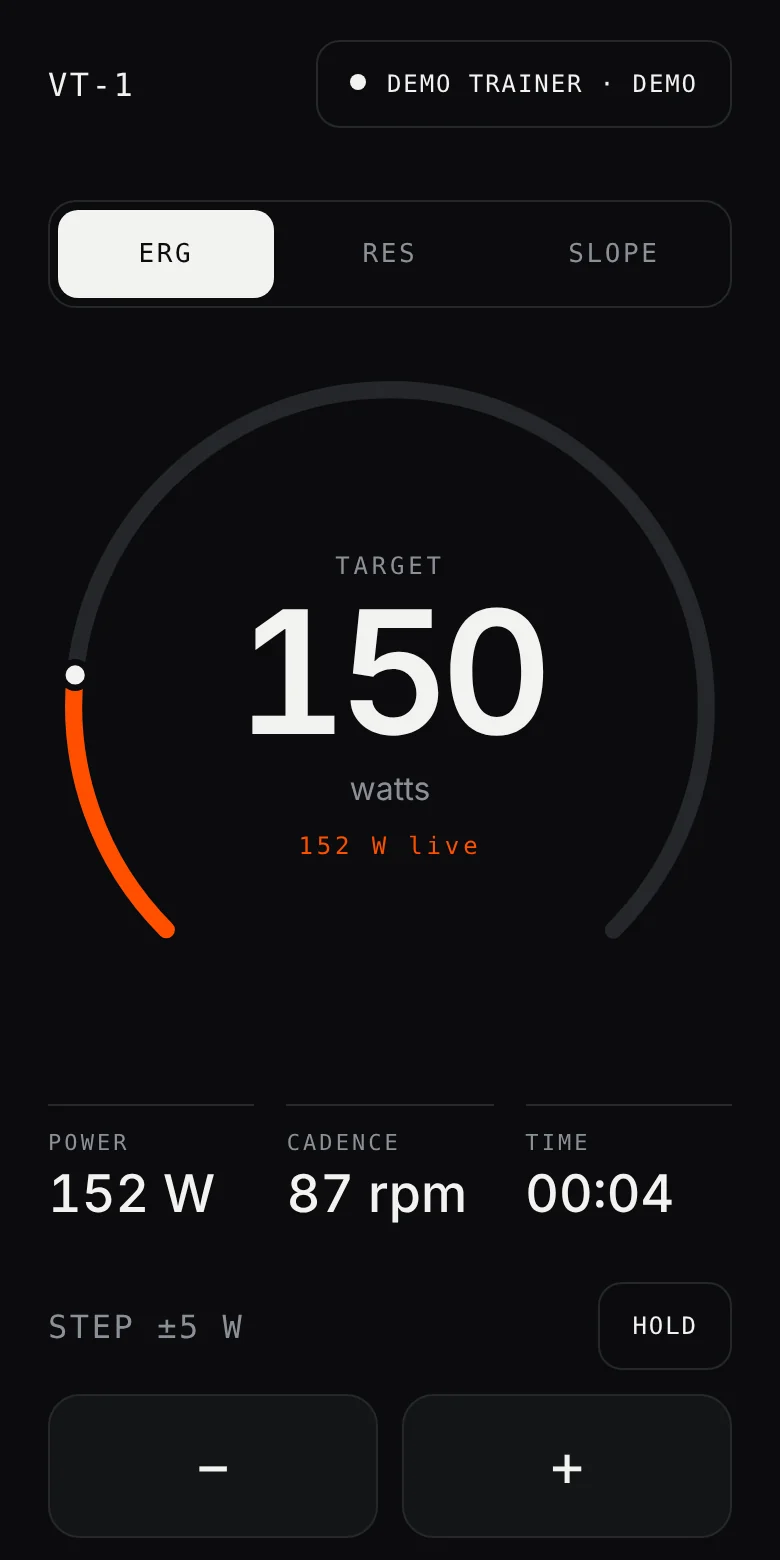 VT-1
DEMO TRAINER · DEMO
ERG
RES
SLOPE
TARGET
150
watts
152 W live
POWER
152 W
CADENCE
87 rpm
TIME
00:04
STEP ±5 W
HOLD
−
+